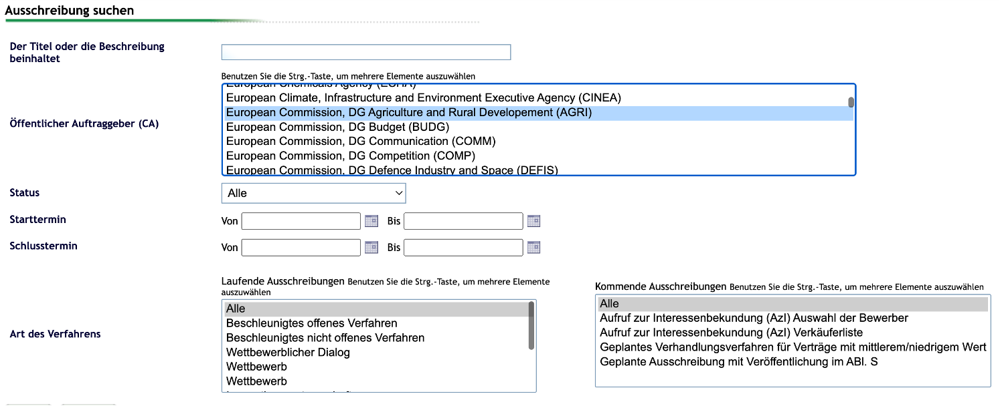 Ausschreibung suchen
Der Titel oder die Beschreibung
beinhaltet
Benutzen Sie die Strg.-Taste, um mehrere Elemente auszuwählen
Öffentlicher Auftraggeber (CA)
European Chemicals Agency (ECHA)
European Climate, Infrastructure and Environment Executive Agency (CINEA)
European Commission, DG Agriculture and Rural Developement (AGRI)
European Commission, DG Budget (BUDG)
European Commission, DG Communication (COMM)
European Commission, DG Competition (COMP)
European Commission, DG Defence Industry and Space (DEFIS)
Status
Alle
Starttermin
Von Bis
Schlusstermin
Von Bis
Art des Verfahrens
Laufende Ausschreibungen Benutzen Sie die Strg.-Taste, um mehrere Elemente
auszuwählen
Alle
Beschleunigtes offenes Verfahren
Beschleunigtes nicht offenes Verfahren
Wettbewerblicher Dialog
Wettbewerb
Wettbewerb
Kommende Ausschreibungen Benutzen Sie die Strg.-Taste, um mehrere Elemente auszuwählen
Alle
Aufruf zur Interessenbekundung (AzI) Auswahl der Bewerber
Aufruf zur Interessenbekundung (AzI) Verkäuferliste
Geplantes Verhandlungsverfahren für Verträge mit mittlerem/niedrigem Wert
Geplante Ausschreibung mit Veröffentlichung im ABl. S